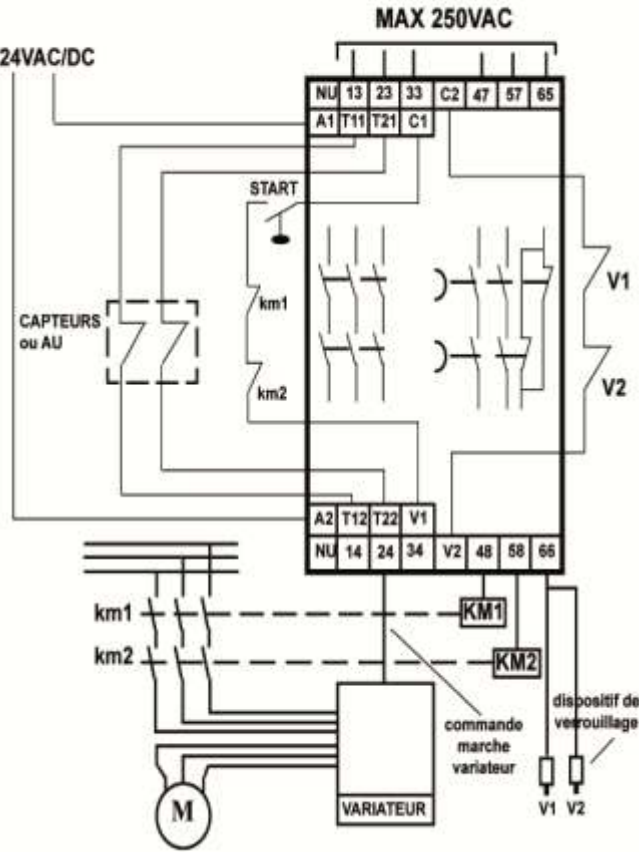 MAX 250VAC
24VAC/DC
NU 13 23 33 C2 47 57 65
A1 T11 T21 C1
START
km1
km2
CAPTEURS
ou AU
V1
V2
A2 T12 T22 V1
NU 14 24 34 V2 48 58 66
km1
KM1
km2
KM2
commande
marche
variateur
dispositif de
verrouillage
M
VARIATEUR
V1 V2